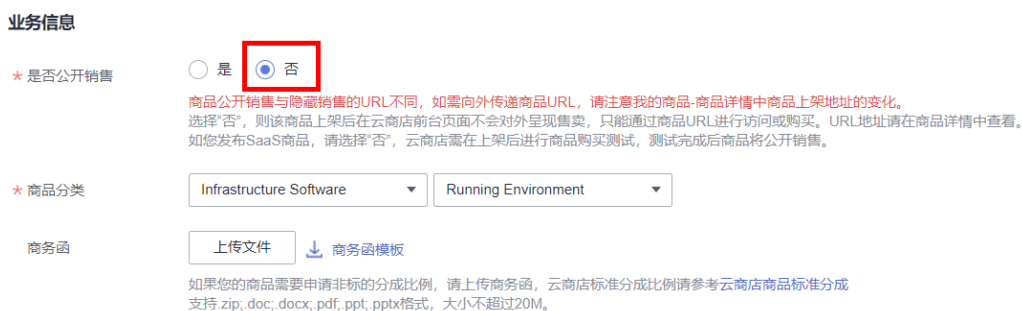 业务信息
* 是否公开销售 是 否
商品公开销售与隐藏销售的URL不同，如需向外传递商品URL，请注意我的商品-商品详情中商品上架地址的变化。
选择“否”，则该商品上架后在云商店前台页面不会对外呈现售卖，只能通过商品URL进行访问或购买。URL地址请在商品详情中查看。
如您发布SaaS商品，请选择“否”，云商店需在上架后进行商品购买测试，测试完成后商品将公开销售。
* 商品分类 Infrastructure Software Running Environment
商务函 上传文件 商务函模板
如果您的商品需要申请非标的分成比例，请上传商务函，云商店标准分成比例请参考云商店商品标准分成
支持.zip;.doc;.docx;.pdf;.ppt;.pptx格式，大小不超过20M。